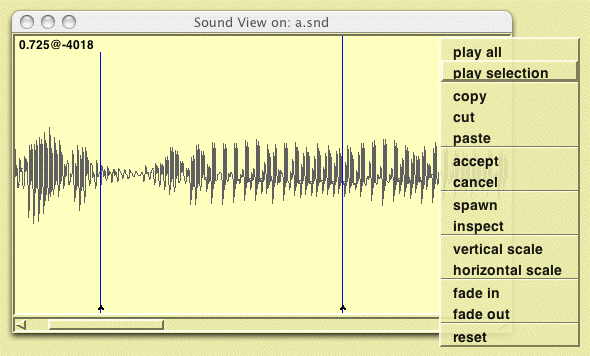 Sound View on: a.snd
0.725@-4018
play all
play selection
copy
cut
paste
accept
cancel
spawn
inspect
vertical scale
horizontal scale
fade in
fade out
reset